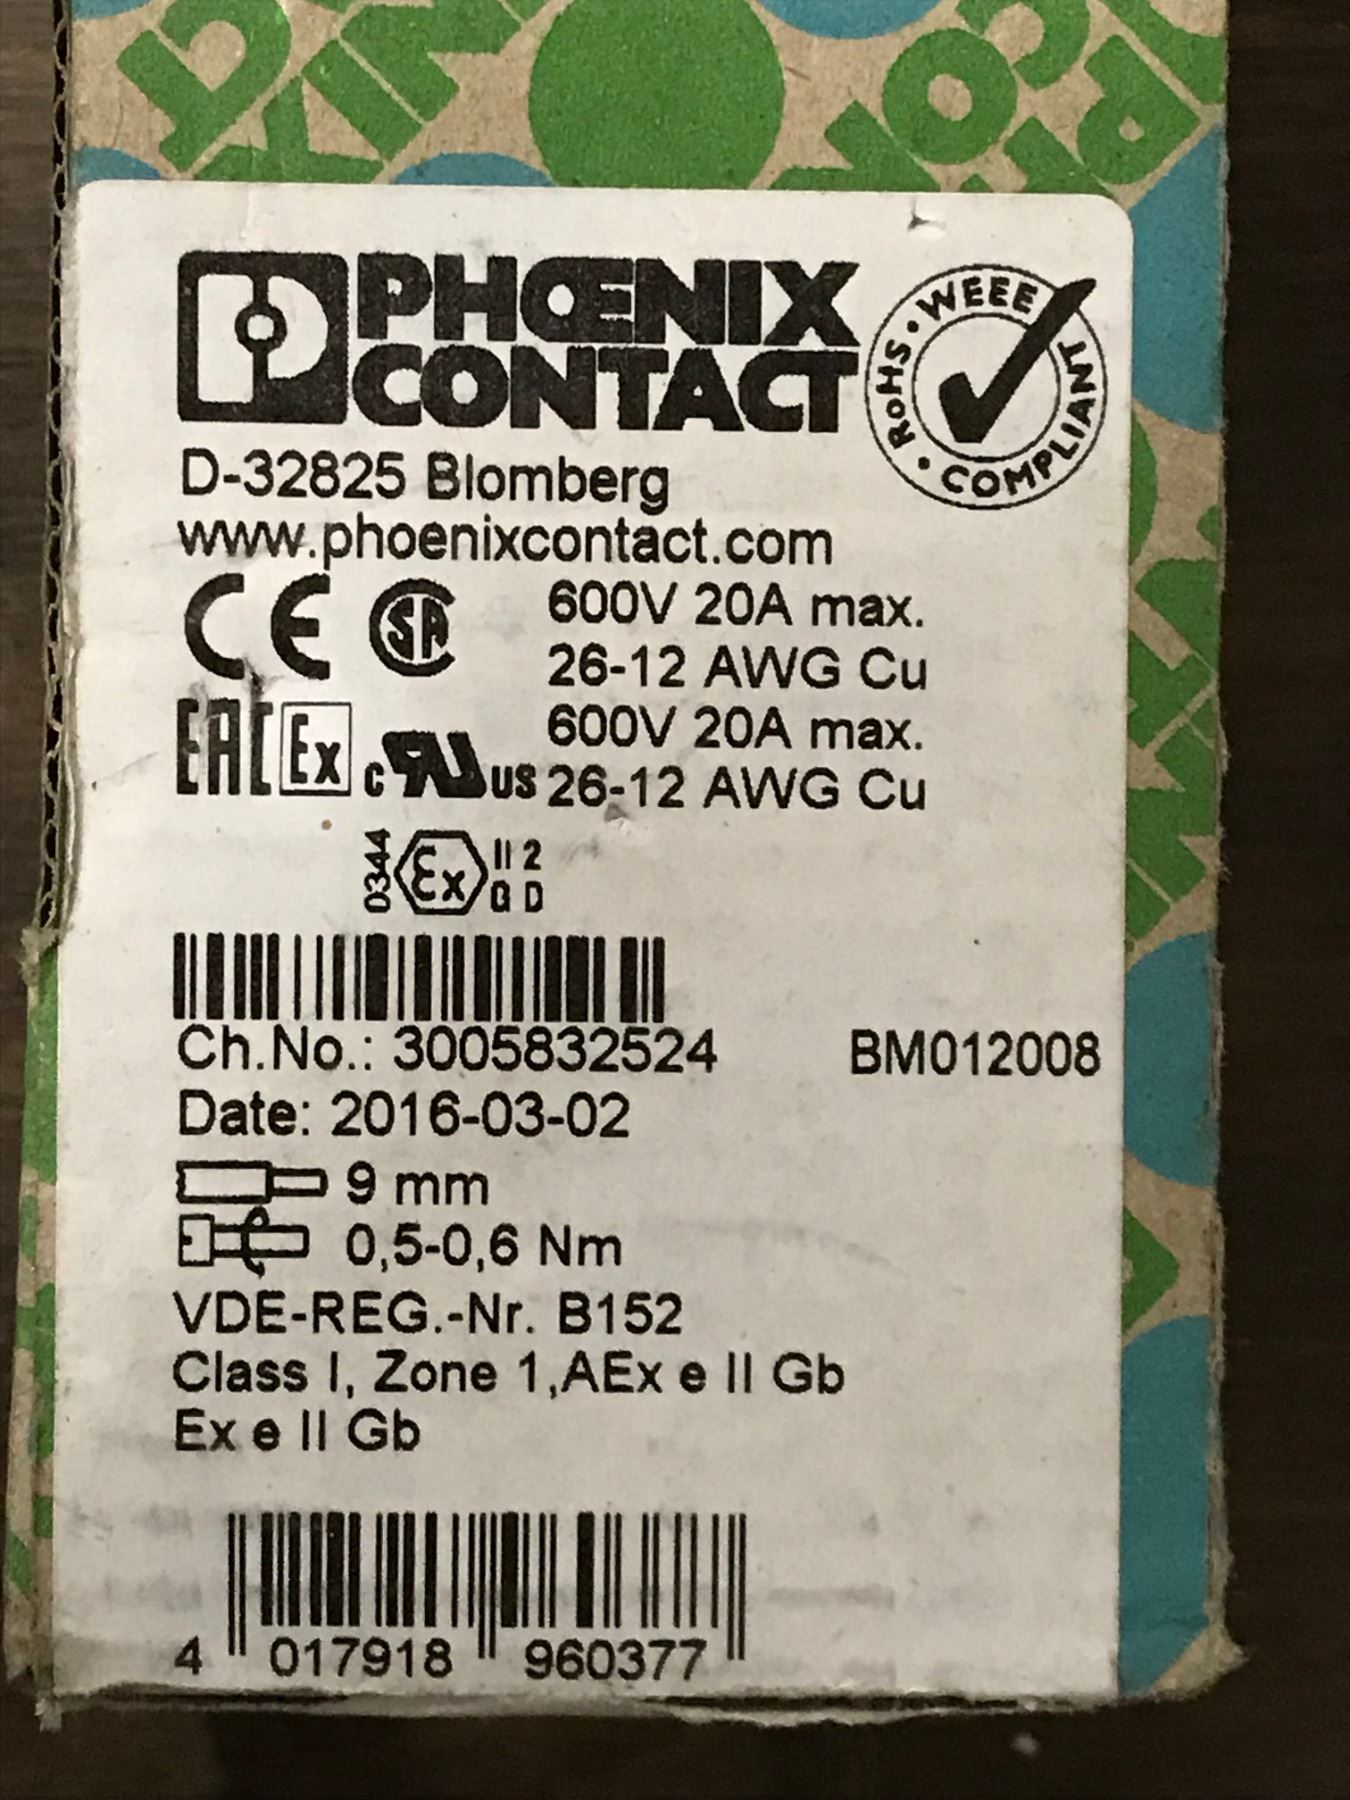 PHŒNIX
CONTACT
RoHS • WEEE COMPLIANT •
D-32825 Blomberg
www.phoenixcontact.com
CE SA 600V 20A max.
26-12 AWG Cu
EAC Ex c RU US 600V 20A max.
26-12 AWG Cu
0344 Ex II 2
G D
Ch.No.: 3005832524 BM012008
Date: 2016-03-02
9 mm
0,5-0,6 Nm
VDE-REG.-Nr. B152
Class I, Zone 1,AEx e II Gb
Ex e II Gb
4 017918 960377